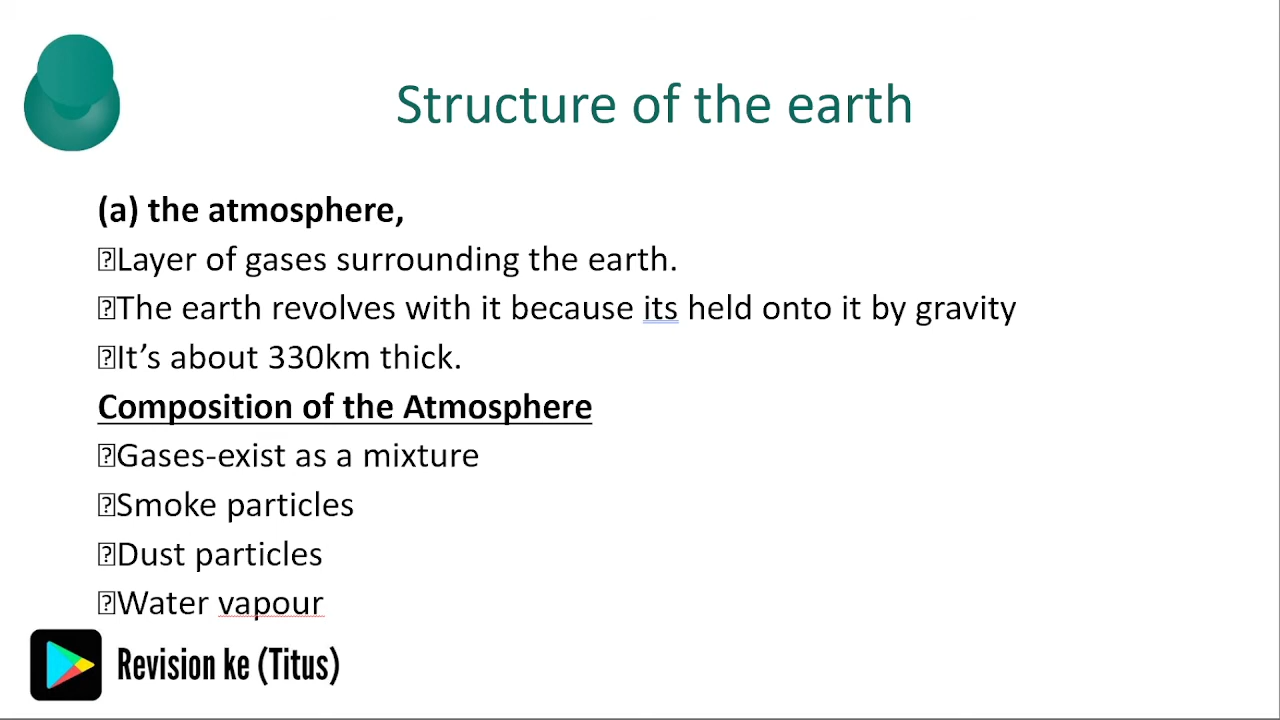 Structure of the earth
(a) the atmosphere,
⍰Layer of gases surrounding the earth.
⍰The earth revolves with it because its held onto it by gravity
⍰It’s about 330km thick.
Composition of the Atmosphere
⍰Gases-exist as a mixture
⍰Smoke particles
⍰Dust particles
⍰Water vapour
Revision ke (Titus)